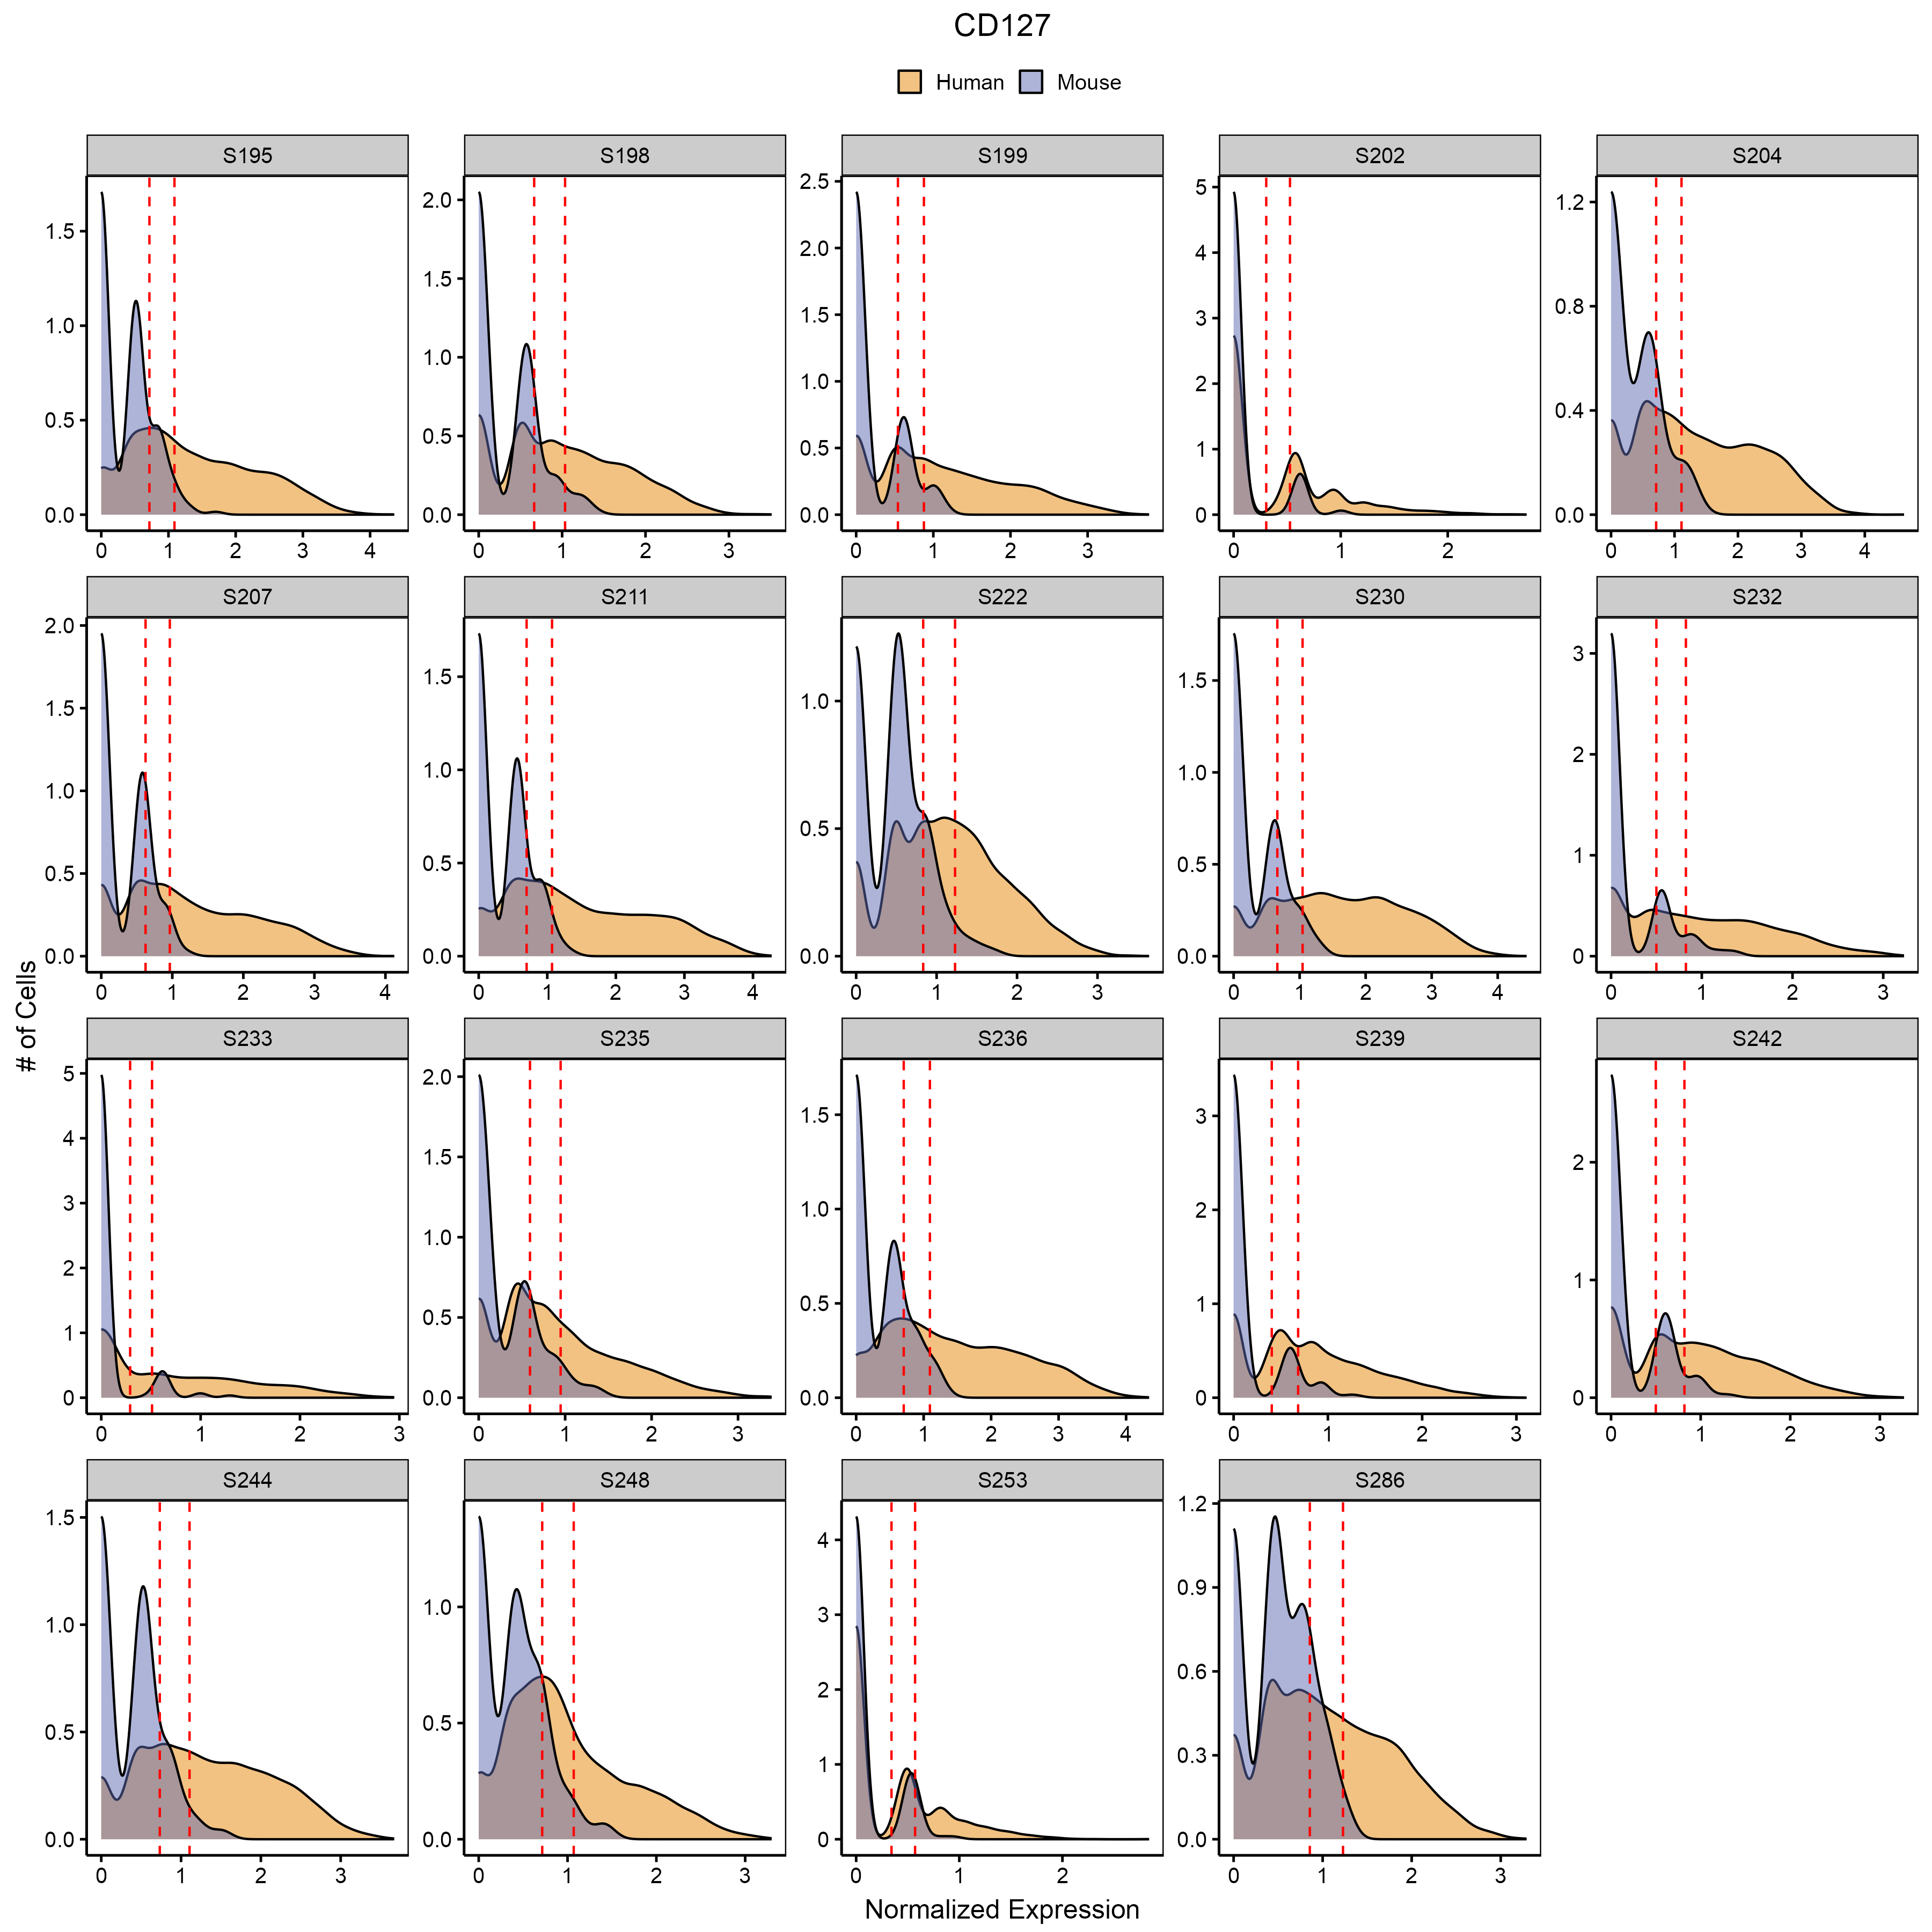 CD127
Human Mouse
S195 S198 S199 S202 S204
1.5 1.0 0.5 0.0
0 1 2 3 4
2.0 1.5 1.0 0.5 0.0
0 1 2 3
2.5 2.0 1.5 1.0 0.5 0.0
0 1 2 3
5 4 3 2 1 0
0 1 2
1.2 0.8 0.4 0.0
0 1 2 3 4
S207 S211 S222 S230 S232
2.0 1.5 1.0 0.5 0.0
0 1 2 3 4
1.5 1.0 0.5 0.0
0 1 2 3 4
1.0 0.5 0.0
0 1 2 3
1.5 1.0 0.5 0.0
0 1 2 3 4
3 2 1 0
0 1 2 3
# of Cells
S233 S235 S236 S239 S242
5 4 3 2 1 0
0 1 2 3
2.0 1.5 1.0 0.5 0.0
0 1 2 3
1.5 1.0 0.5 0.0
0 1 2 3 4
3 2 1 0
0 1 2 3
2 1 0
0 1 2 3
S244 S248 S253 S286
1.5 1.0 0.5 0.0
0 1 2 3
1.0 0.5 0.0
0 1 2 3
4 3 2 1 0
0 1 2
1.2 0.9 0.6 0.3 0.0
0 1 2 3
Normalized Expression